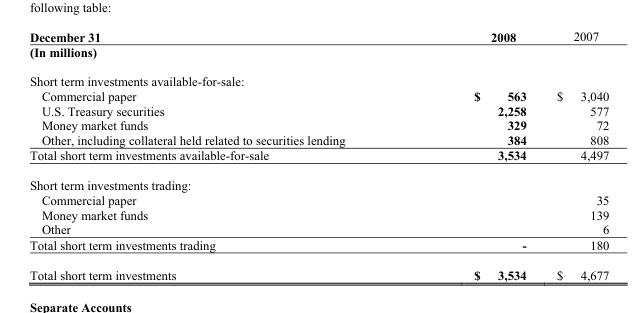 following table:
December 31 2008 2007
(In millions)
Short term investments available-for-sale:
Commercial paper $ 563 $ 3,040
U.S. Treasury securities 2,258 577
Money market funds 329 72
Other, including collateral held related to securities lending 384 808
Total short term investments available-for-sale 3,534 4,497
Short term investments trading:
Commercial paper 35
Money market funds 139
Other 6
Total short term investments trading - 180
Total short term investments $ 3,534 $ 4,677
Separate Accounts